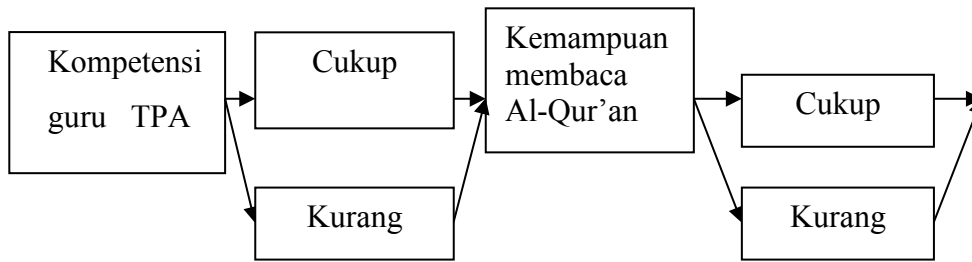 Kompetensi
guru TPA
Cukup
Kurang
Kemampuan
membaca
Al-Qur’an
Cukup
Kurang